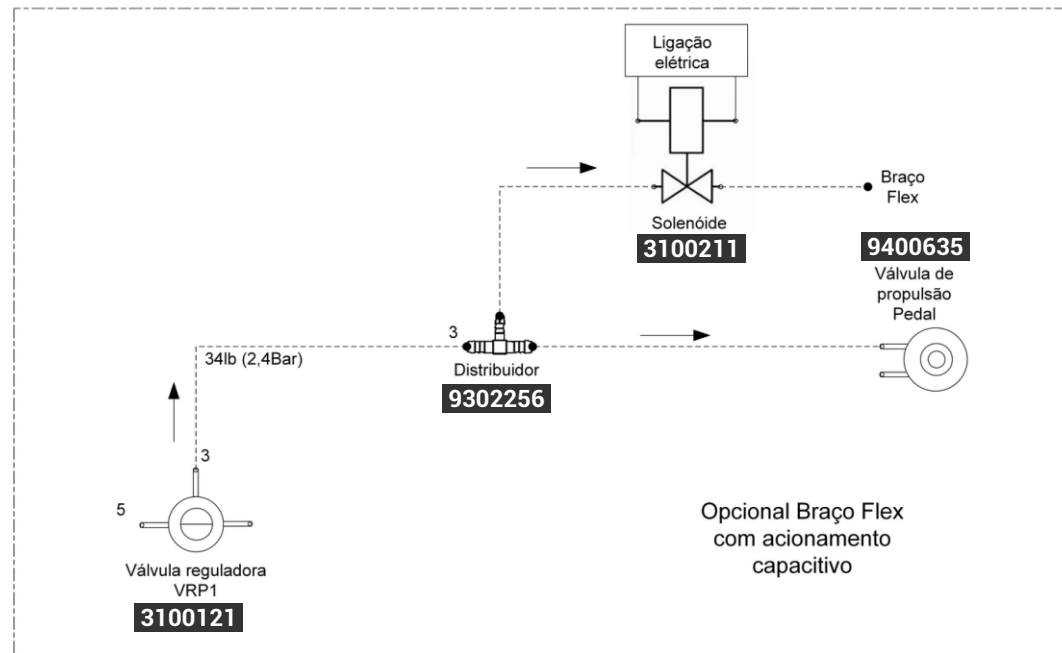 Ligação
elétrica
Braço
Flex
Solenóide
3100211
9400635
Válvula de
propulsão
Pedal
3
34lb (2,4Bar)
Distribuidor
9302256
3
5
Válvula reguladora
VRP1
3100121
Opcional Braço Flex
com acionamento
capacitivo